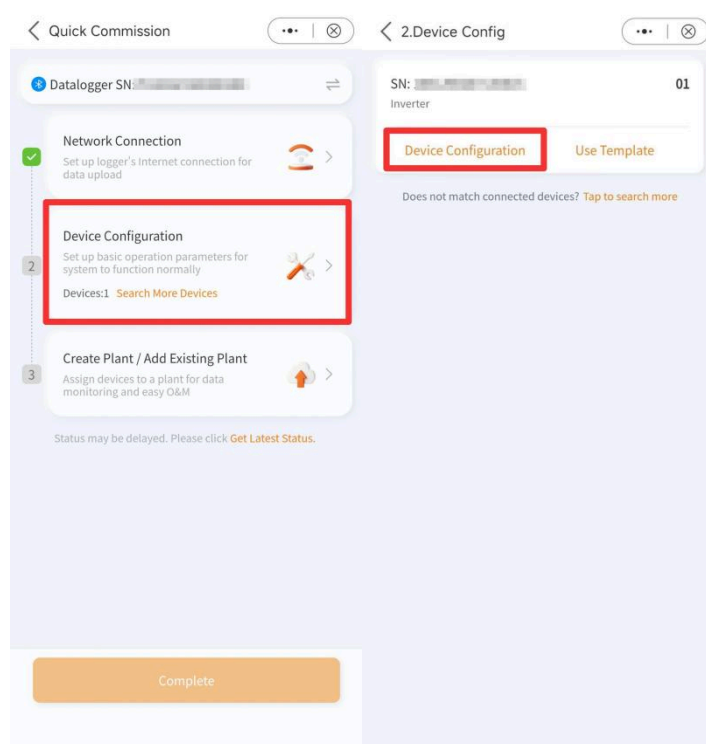 Quick Commission
Datalogger SN:
Network Connection
Set up logger's Internet connection for
data upload
2
Device Configuration
Set up basic operation parameters for
system to function normally
Devices:1 Search More Devices
3
Create Plant / Add Existing Plant
Assign devices to a plant for data
monitoring and easy O&M
Status may be delayed. Please click Get Latest Status.
Complete
2.Device Config
SN: 01
Inverter
Device Configuration Use Template
Does not match connected devices? Tap to search more